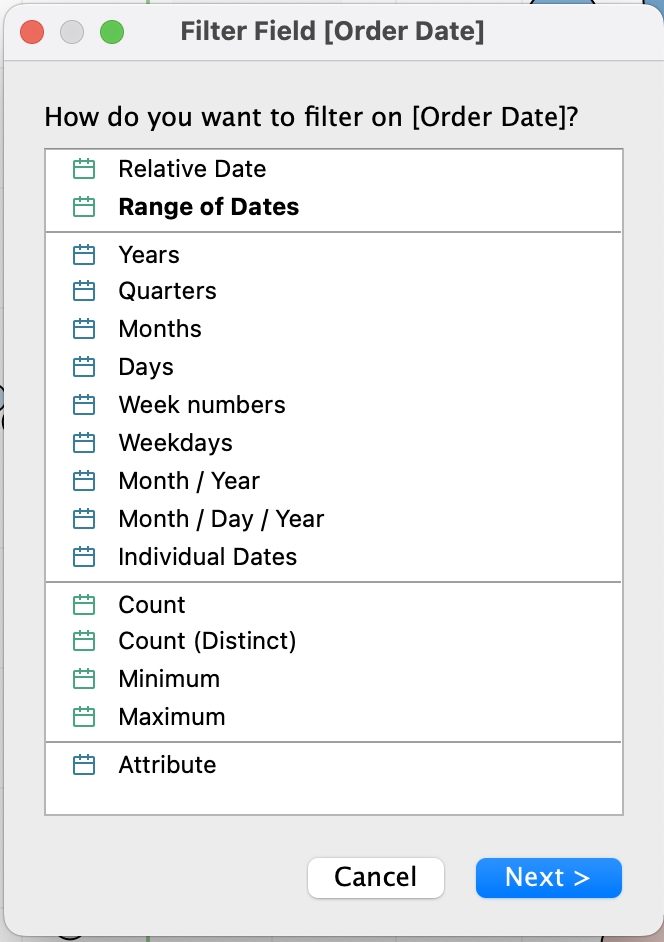 Filter Field [Order Date]
How do you want to filter on [Order Date]?
Relative Date
Range of Dates
Years
Quarters
Months
Days
Week numbers
Weekdays
Month / Year
Month / Day / Year
Individual Dates
Count
Count (Distinct)
Minimum
Maximum
Attribute
Cancel
Next >